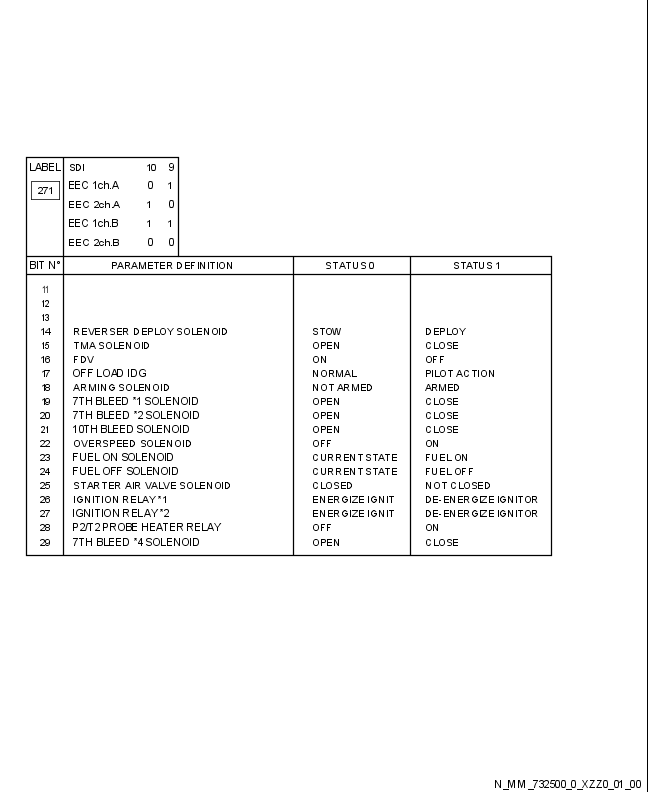 LABEL SDI 10 9
271 EEC 1ch.A 0 1
EEC 2ch.A 1 0
EEC 1ch.B 1 1
EEC 2ch.B 0 0
BIT N° PARAMETER DEFINITION STATUS 0 STATUS 1
11
12
13
14 REVERSER DEPLOY SOLENOID STOW DEPLOY
15 TMA SOLENOID OPEN CLOSE
16 FDV ON OFF
17 OFF LOAD IDG NORMAL PILOT ACTION
18 ARMING SOLENOID NOT ARMED ARMED
19 7TH BLEED *1 SOLENOID OPEN CLOSE
20 7TH BLEED *2 SOLENOID OPEN CLOSE
21 10TH BLEED SOLENOID OPEN CLOSE
22 OVERSPEED SOLENOID OFF ON
23 FUEL ON SOLENOID CURRENT STATE FUEL ON
24 FUEL OFF SOLENOID CURRENT STATE FUEL OFF
25 STARTER AIR VALVE SOLENOID CLOSED NOT CLOSED
26 IGNITION RELAY *1 ENERGIZE IGNIT DE-ENERGIZE IGNITOR
27 IGNITION RELAY *2 ENERGIZE IGNIT DE-ENERGIZE IGNITOR
28 P2/T2 PROBE HEATER RELAY OFF ON
29 7TH BLEED *4 SOLENOID OPEN CLOSE
N_MM_732500_0_XZZ0_01_00